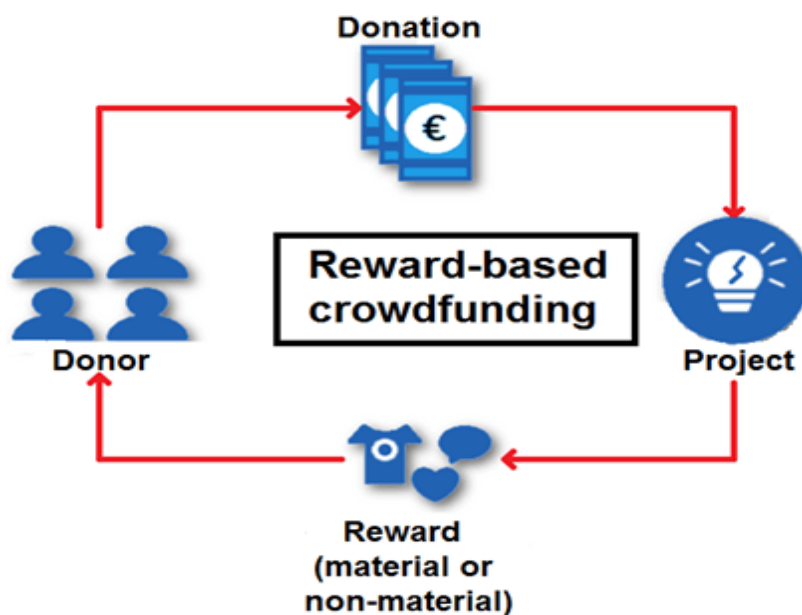 Donation
€
Reward-based
crowdfunding
Donor
Project
Reward
(material or
non-material)